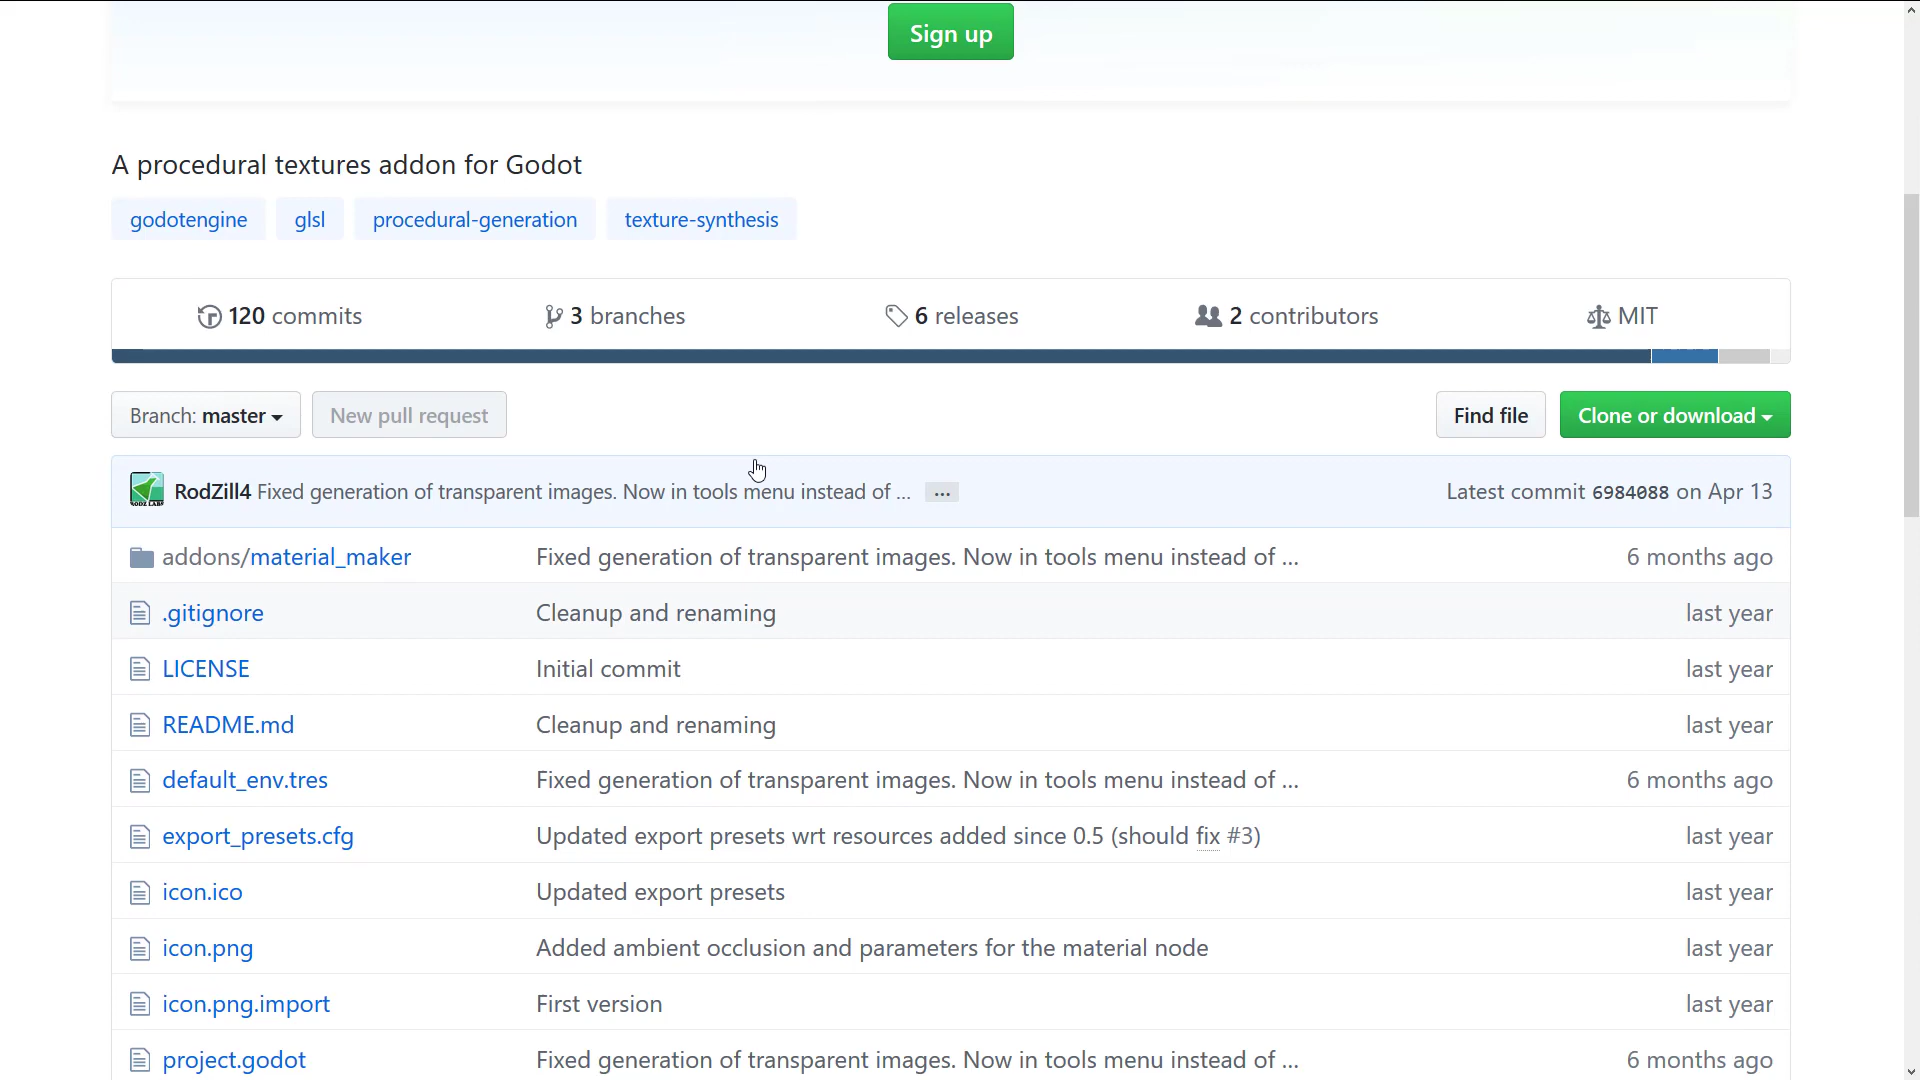 Sign up
A procedural textures addon for Godot
godotengine glsl procedural-generation texture-synthesis
120 commits 3 branches 6 releases 2 contributors MIT
Branch: master New pull request Find file Clone or download
RodZill4 Fixed generation of transparent images. Now in tools menu instead of ... ... Latest commit 6984088 on Apr 13
addons/material_maker Fixed generation of transparent images. Now in tools menu instead of ... 6 months ago
.gitignore Cleanup and renaming last year
LICENSE Initial commit last year
README.md Cleanup and renaming last year
default_env.tres Fixed generation of transparent images. Now in tools menu instead of ... 6 months ago
export_presets.cfg Updated export presets wrt resources added since 0.5 (should fix #3) last year
icon.ico Updated export presets last year
icon.png Added ambient occlusion and parameters for the material node last year
icon.png.import First version last year
project.godot Fixed generation of transparent images. Now in tools menu instead of ... 6 months ago